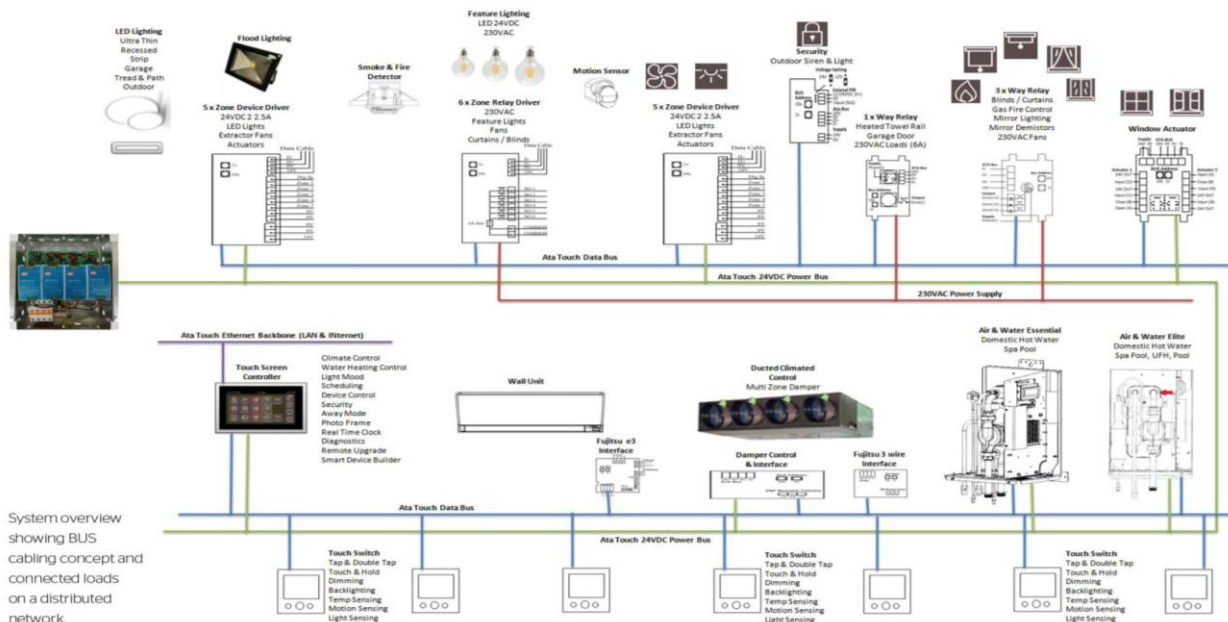 LED Lighting
Ultra Thin
Recessed
Strip
Garage
Tread & Path
Outdoor
Flood Lighting
5 x Zone Device Driver
24VDC 2 2.5A
LED Lights
Extractor Fans
Actuators
Data Cable
Smoke & Fire
Detector
Feature Lighting
LED 24VDC
230VAC
6 x Zone Relay Driver
230VAC
Feature Lights
Fans
Curtains / Blinds
Data Cable
Motion Sensor
5 x Zone Device Driver
24VDC 2 2.5A
LED Lights
Extractor Fans
Actuators
Data Cable
Security
Outdoor Siren & Light
Voltage Setting
BUS
Address
Supply
1 x Way Relay
Heated Towel Rail
Garage Door
230VAC Loads (6A)
3 x Way Relay
Blinds / Curtains
Gas Fire Control
Mirror Lighting
Mirror Demistors
230VAC Fans
Window Actuator
Ata Touch Data Bus
Ata Touch 24VDC Power Bus
230VAC Power Supply
Ata Touch Ethernet Backbone (LAN & INternet)
Touch Screen
Controller
Climate Control
Water Heating Control
Light Mood
Scheduling
Device Control
Security
Away Mode
Photo Frame
Real Time Clock
Diagnostics
Remote Upgrade
Smart Device Builder
Wall Unit
Fujitsu e3
Interface
Ducted Climated
Control
Multi Zone Damper
Damper Control
& Interface
Fujitsu 3 wire
Interface
Air & Water Essential
Domestic Hot Water
Spa Pool
Air & Water Elite
Domestic Hot Water
Spa Pool, UFH, Pool
Ata Touch Data Bus
Ata Touch 24VDC Power Bus
System overview
showing BUS
cabling concept and
connected loads
on a distributed
network.
Touch Switch
Tap & Double Tap
Touch & Hold
Dimming
Backlighting
Temp Sensing
Motion Sensing
Light Sensing
Touch Switch
Tap & Double Tap
Touch & Hold
Dimming
Backlighting
Temp Sensing
Motion Sensing
Light Sensing
Touch Switch
Tap & Double Tap
Touch & Hold
Dimming
Backlighting
Temp Sensing
Motion Sensing
Light Sensing